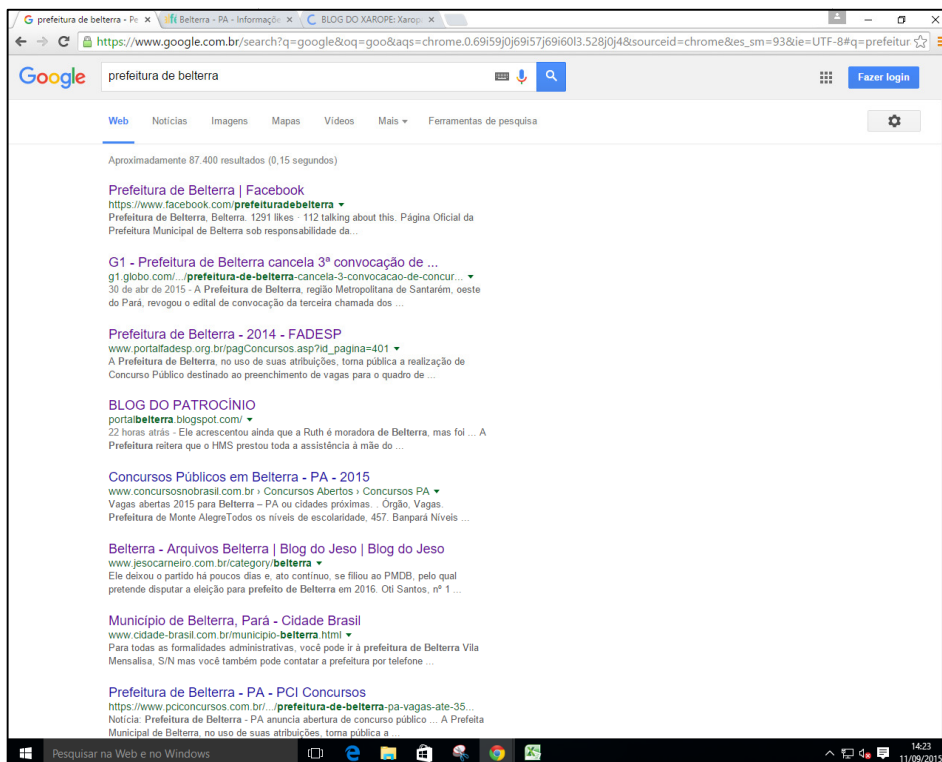 prefeitura de belterra - Pe
Belterra - PA - Informaçõe
BLOG DO XAROPE: Xarop
https://www.google.com.br/search?q=google&oq=goo&aqs=chrome.0.69i59j0j69i57j69i60l3.528j0j4&sourceid=chrome&es_sm=93&ie=UTF-8#q=prefeitur
Google
prefeitura de belterra
Fazer login
Web Notícias Imagens Mapas Vídeos Mais Ferramentas de pesquisa
Aproximadamente 87.400 resultados (0,15 segundos)
Prefeitura de Belterra | Facebook
https://www.facebook.com/prefeituradebelterra
Prefeitura de Belterra, Belterra. 1291 likes · 112 talking about this. Página Oficial da
Prefeitura Municipal de Belterra sob responsabilidade da...
G1 - Prefeitura de Belterra cancela 3ª convocação de ...
g1.globo.com/.../prefeitura-de-belterra-cancela-3-convocacao-de-concur...
30 de abr de 2015 - A Prefeitura de Belterra, região Metropolitana de Santarém, oeste
do Pará, revogou o edital de convocação da terceira chamada dos ...
Prefeitura de Belterra - 2014 - FADESP
www.portalfadesp.org.br/pagConcursos.asp?id_pagina=401
A Prefeitura de Belterra, no uso de suas atribuições, torna pública a realização de
Concurso Público destinado ao preenchimento de vagas para o quadro de ...
BLOG DO PATROCÍNIO
portalbelterra.blogspot.com/
22 horas atrás - Ele acrescentou ainda que a Ruth é moradora de Belterra, mas foi ... A
Prefeitura reitera que o HMS prestou toda a assistência á mãe do ...
Concursos Públicos em Belterra - PA - 2015
www.concursosnobrasil.com.br › Concursos Abertos › Concursos PA
Vagas abertas 2015 para Belterra – PA ou cidades próximas. . Órgão, Vagas.
Prefeitura de Monte AlegreTodos os níveis de escolaridade, 457. Banpará Níveis ...
Belterra - Arquivos Belterra | Blog do Jeso | Blog do Jeso
www.jesocarneiro.com.br/category/belterra
Ele deixou o partido há poucos dias e, ato contínuo, se filiou ao PMDB, pelo qual
pretende disputar a eleição para prefeito de Belterra em 2016. Oti Santos, nº 1 ...
Município de Belterra, Pará - Cidade Brasil
www.cidade-brasil.com.br/municipio-belterra.html
Para todas as formalidades administrativas, você pode ir à prefeitura de Belterra Vila
Mensalisa, S/N mas você também pode contatar a prefeitura por telefone ...
Prefeitura de Belterra - PA - PCI Concursos
https://www.pciconcursos.com.br/.../prefeitura-de-belterra-pa-vagas-ate-35...
Notícia: Prefeitura de Belterra - PA anuncia abertura de concurso público ... A Prefeita
Municipal de Belterra, no uso de suas atribuições, torna pública a ...
Pesquisar na Web e no Windows
14:23
11/09/2015